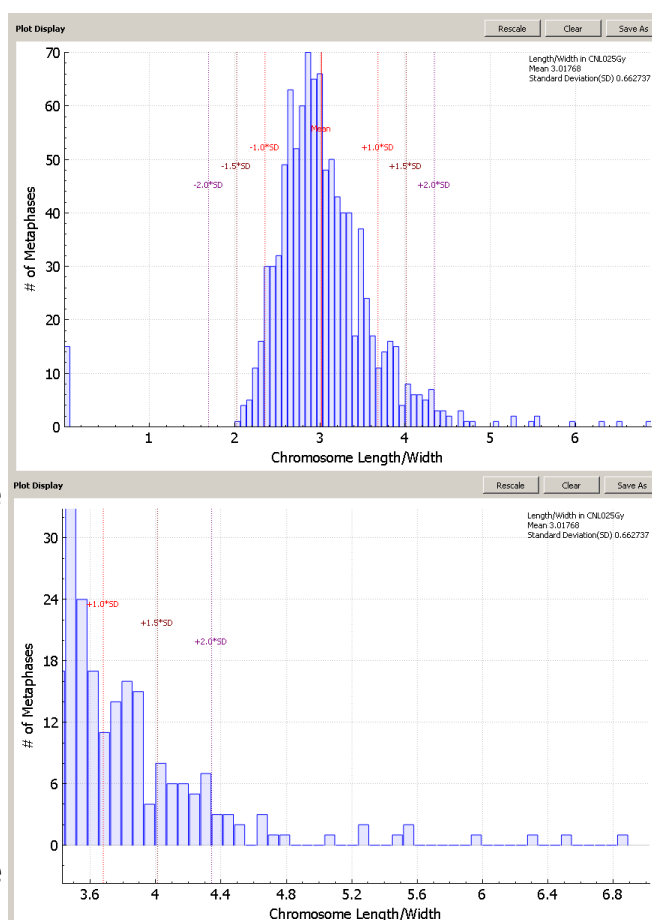 Plot Display
Rescale
Clear
Save As
Length/Width in CNL025Gy
Mean 3.01768
Standard Deviation(SD) 0.662737
70
60
50
40
30
20
10
0
# of Metaphases
Mean
-1.0*SD
+1.0*SD
-1.5*SD
+1.5*SD
-2.0*SD
+2.0*SD
1 2 3 4 5 6
Chromosome Length/Width
Plot Display
Rescale
Clear
Save As
Length/Width in CNL025Gy
Mean 3.01768
Standard Deviation(SD) 0.662737
30
24
18
12
6
0
# of Metaphases
+1.0*SD
+1.5*SD
+2.0*SD
3.6 4 4.4 4.8 5.2 5.6 6 6.4 6.8
Chromosome Length/Width
e
e